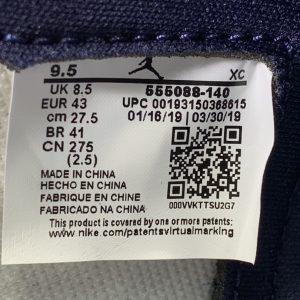 9.5 XC
UK 8.5 555088-140
EUR 43 UPC 00193150368615
cm 27.5 01/16/19 | 03/30/19
BR 41
CN 275
(2.5)
MADE IN CHINA
HECHO EN CHINA
FABRIQUE EN CHINE
FABRICADO NA CHINA
000VVKTTSU2G7
This product is covered by one or more patents:
www.nike.com/patentsvirtualmarking